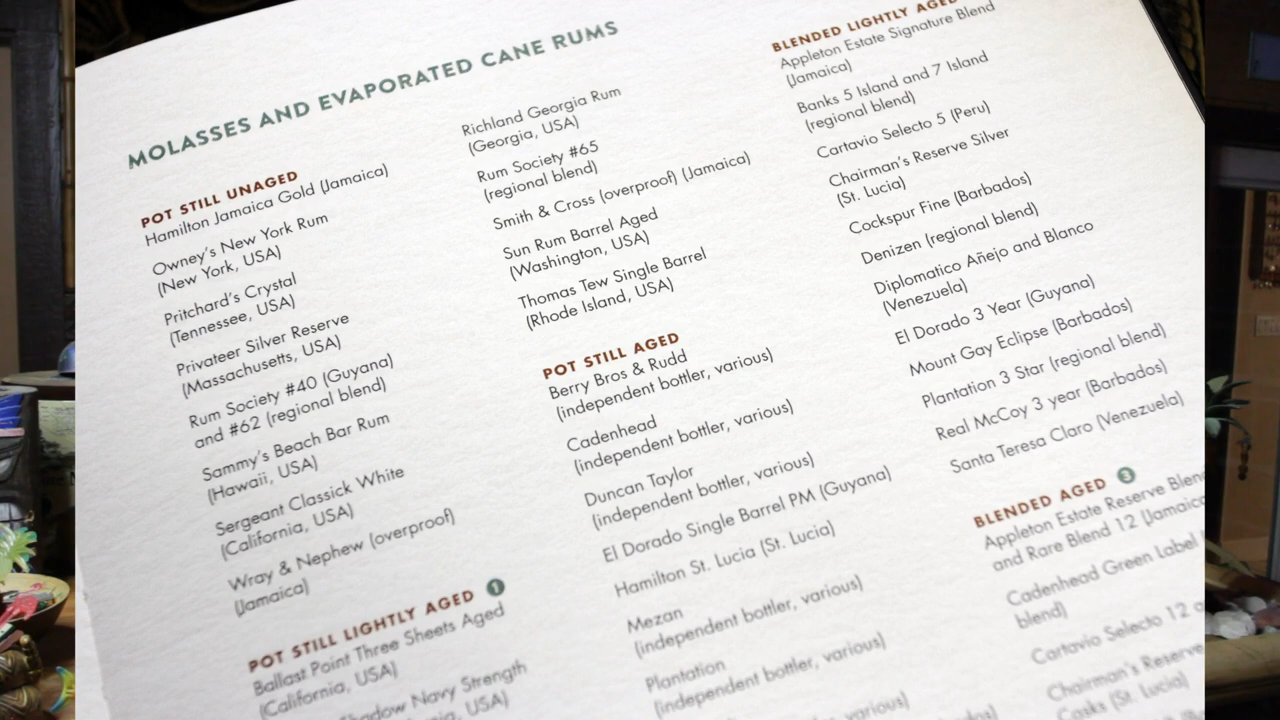 MOLASSES AND EVAPORATED CANE RUMS
POT STILL UNAGED
Hamilton Jamaica Gold (Jamaica)
Owney's New York Rum
(New York, USA)
Pritchard's Crystal
(Tennessee, USA)
Privateer Silver Reserve
(Massachusetts, USA)
Rum Society #40 (Guyana)
and #62 (regional blend)
Sammy's Beach Bar Rum
(Hawaii, USA)
Sergeant Classick White
(California, USA)
Wray & Nephew (overproof)
(Jamaica)
POT STILL LIGHTLY AGED 1
Ballast Point Three Sheets Aged
(California, USA)
Shadow Navy Strength
USA)
Richland Georgia Rum
(Georgia, USA)
Rum Society #65
(regional blend)
Smith & Cross (overproof) (Jamaica)
Sun Rum Barrel Aged
(Washington, USA)
Thomas Tew Single Barrel
(Rhode Island, USA)
POT STILL AGED
Berry Bros & Rudd
(independent bottler, various)
Cadenhead
(independent bottler, various)
Duncan Taylor
(independent bottler, various)
El Dorado Single Barrel PM (Guyana)
Hamilton St. Lucia (St. Lucia)
Mezan
(independent bottler, various)
Plantation
(independent bottler, various)
BLENDED LIGHTLY AGED
Appleton Estate Signature Blend
(Jamaica)
Banks 5 Island and 7 Island
(regional blend)
Cartavio Selecto 5 (Peru)
Chairman's Reserve Silver
(St. Lucia)
Cockspur Fine (Barbados)
Denizen (regional blend)
Diplomatico Añejo and Blanco
(Venezuela)
El Dorado 3 Year (Guyana)
Mount Gay Eclipse (Barbados)
Plantation 3 Star (regional blend)
Real McCoy 3 year (Barbados)
Santa Teresa Claro (Venezuela)
BLENDED AGED 3
Appleton Estate Reserve Blen
and Rare Blend 12 (Jamaica
Cadenhead Green Label
blend)
Cartavio Selecto 12
Chairman's Reserve
Casks (St. Lucia)